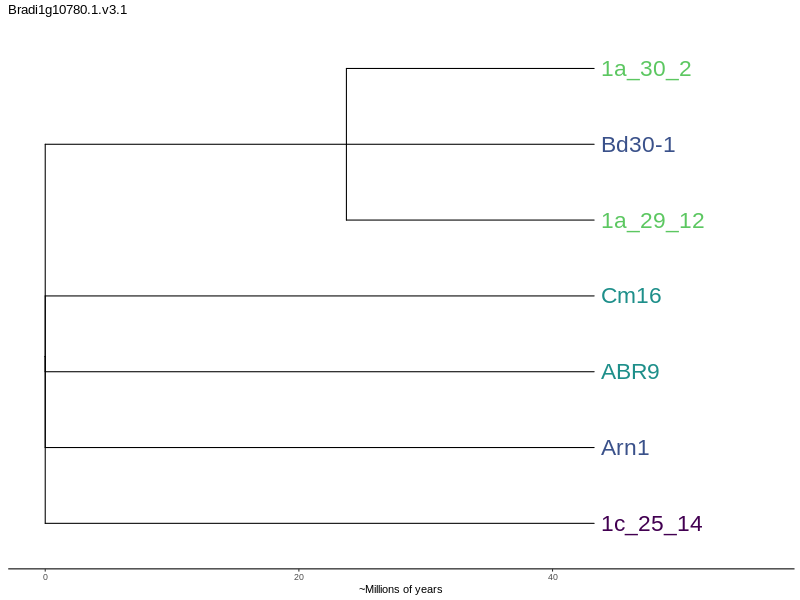 Bradi1g10780.1.v3.1
1a_30_2
Bd30-1
1a_29_12
Cm16
ABR9
Arn1
1c_25_14
0 20 40
~Millions of years